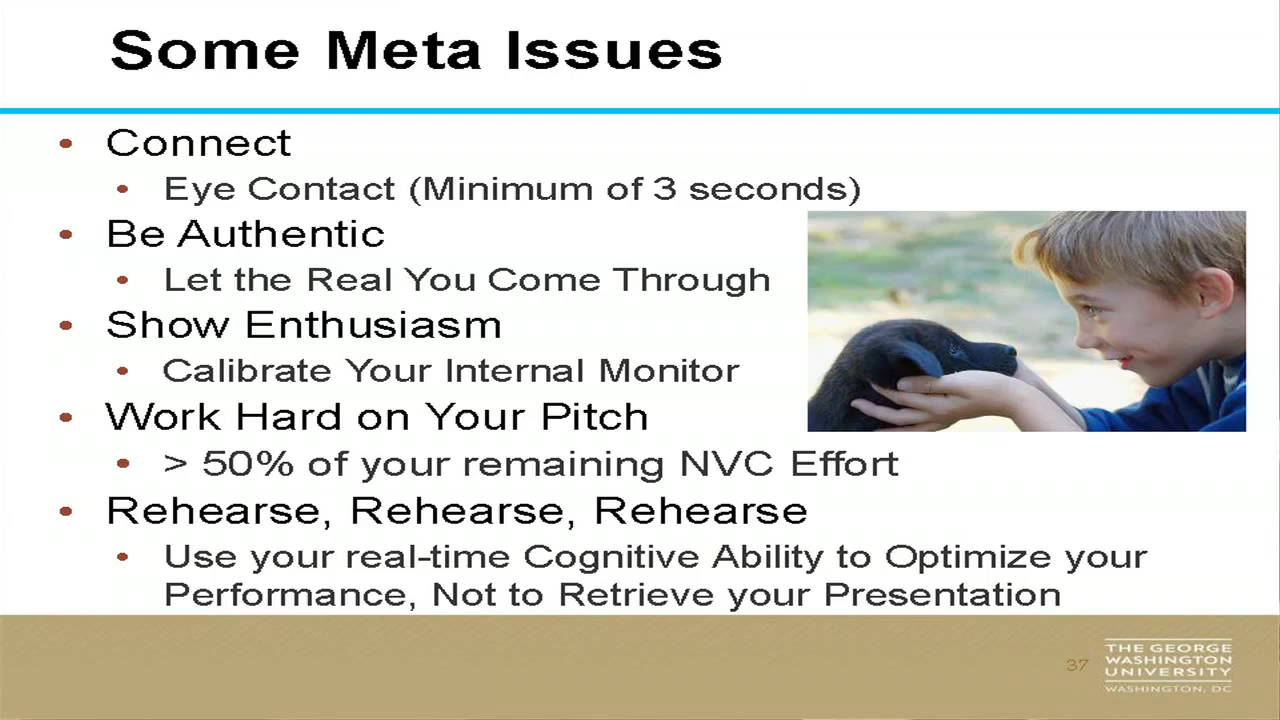 Some Meta Issues
• Connect
• Eye Contact (Minimum of 3 seconds)
• Be Authentic
• Let the Real You Come Through
• Show Enthusiasm
• Calibrate Your Internal Monitor
• Work Hard on Your Pitch
• > 50% of your remaining NVC Effort
• Rehearse, Rehearse, Rehearse
• Use your real-time Cognitive Ability to Optimize your
Performance, Not to Retrieve your Presentation
37
THE GEORGE
WASHINGTON
UNIVERSITY
WASHINGTON, DC